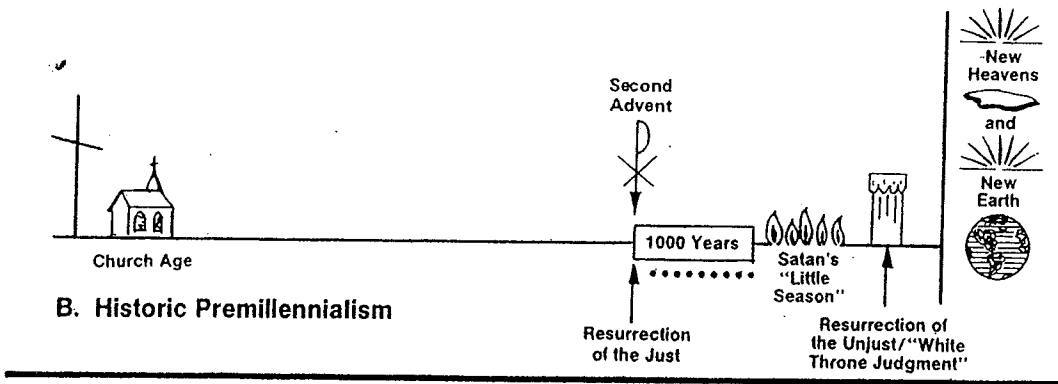 Second
Advent
1000 Years
Church Age
Satan's
"Little
Season"
B. Historic Premillennialism
Resurrection
of the Just
Resurrection of
the Unjust/"White
Throne Judgment"
New
Heavens
and
New
Earth